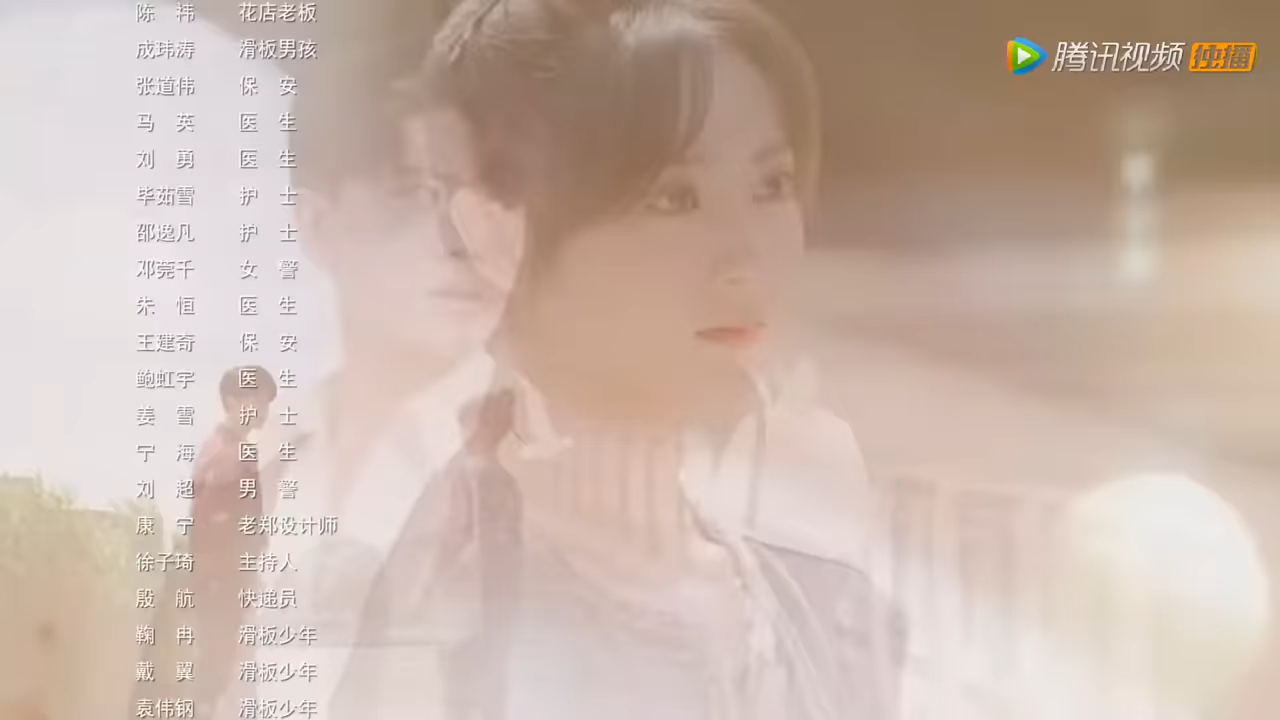 陈 祎 花店老板
成玮涛 滑板男孩
腾讯视频 独播
张道伟 保 安
马 英 医 生
刘 勇 医 生
毕茹雪 护 士
邵逸凡 护 士
邓莞千 女 警
朱 恒 医 生
王建奇 保 安
鲍虹宇 医 生
姜 雪 护 士
宁 海 医 生
刘 超 男 警
康 宁 老郑设计师
徐子琦 主持人
殷 航 快递员
鞠 冉 滑板少年
戴 翼 滑板少年
袁伟钢 滑板少年